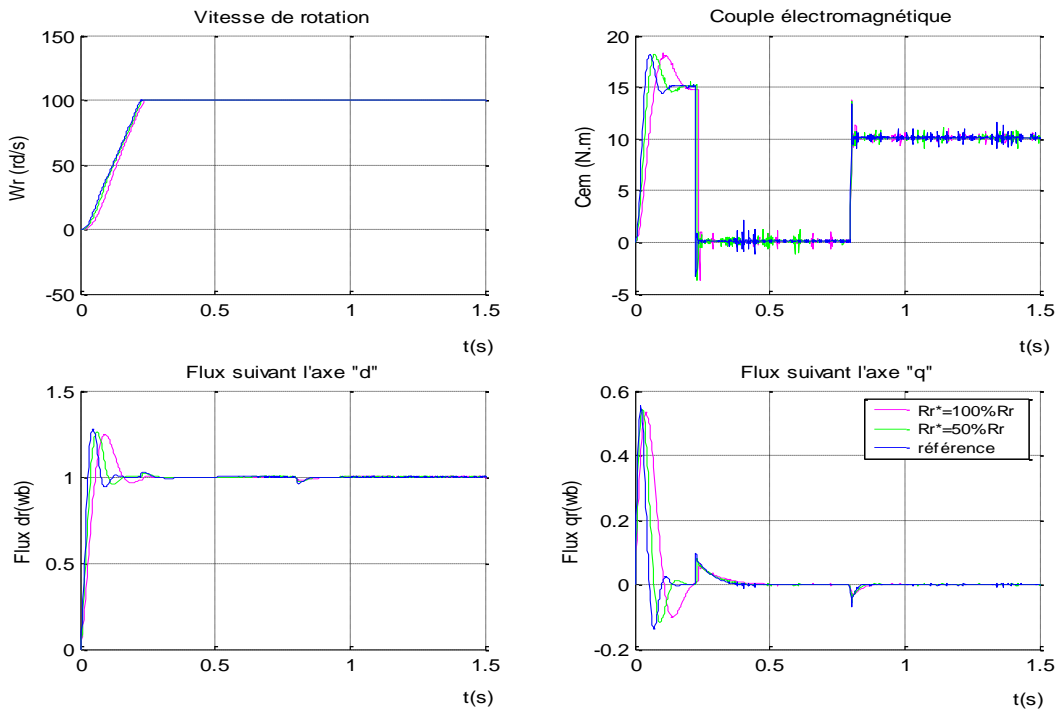 Vitesse de rotation
150
100
50
0
-50
Wr (rd/s)
0
0.5
1
1.5
t(s)
Couple électromagnétique
20
15
10
5
0
-5
Cem (N.m)
0
0.5
1
1.5
t(s)
Flux suivant l'axe "d"
1.5
1
0.5
0
Flux dr(wb)
0
0.5
1
1.5
t(s)
Flux suivant l'axe "q"
0.6
0.4
0.2
0
-0.2
Flux qr(wb)
0
0.5
1
1.5
t(s)
Rr*=100%Rr
Rr*=50%Rr
référence